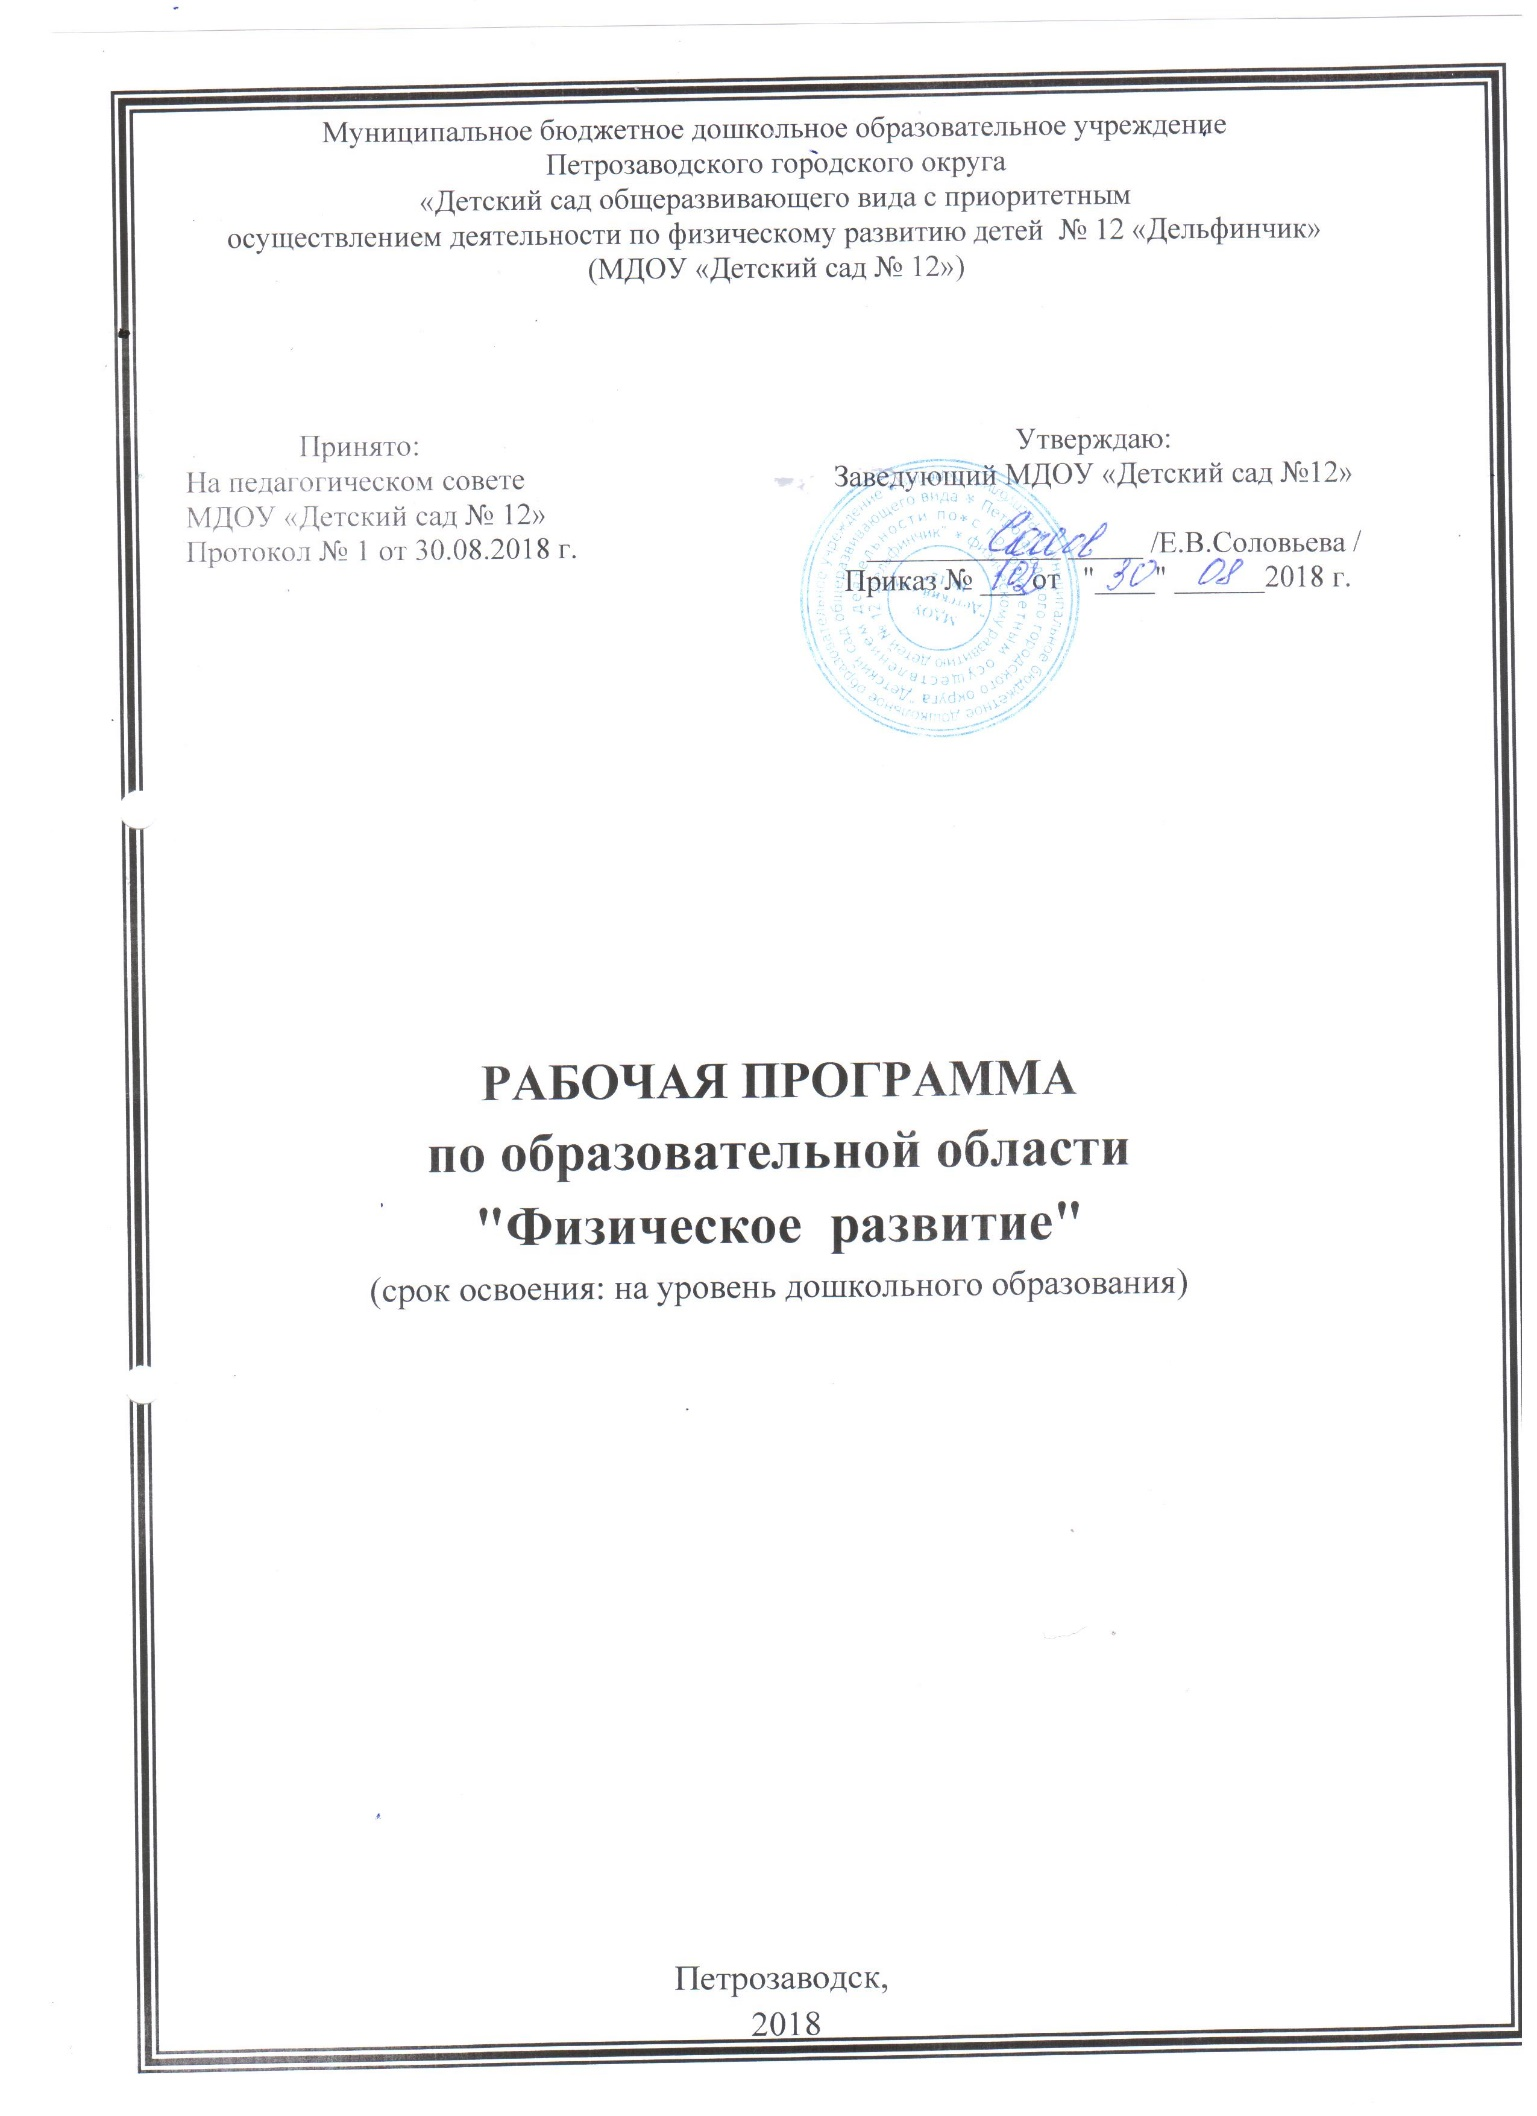 Муниципальное бюджетное дошкольное образовательное учреждение
Петрозаводского городского округа
«Детский сад общеразвивающего вида с приоритетным
осуществлением деятельности по физическому развитию детей № 12 «Дельфинчик»
(МДОУ «Детский сад № 12»)
Принято:
На педагогическом совете
МДОУ «Детский сад № 12»
Протокол № 1 от 30.08.2018 г.
Утверждаю:
Заведующий МДОУ «Детский сад №12»
/Е.В.Соловьева /
Приказ № 102 от "30" 08 2018 г.
РАБОЧАЯ ПРОГРАММА
по образовательной области
"Физическое развитие"
(срок освоения: на уровень дошкольного образования)
Петрозаводск,
2018